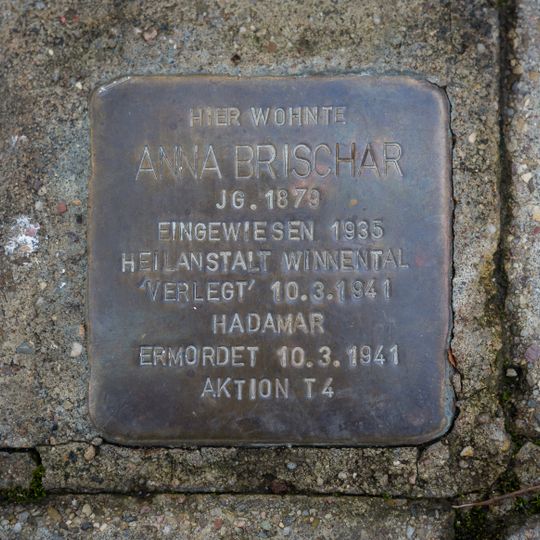 HIER WOHNTE
ANNA BRISCHAR
JG. 1879
EINGEWIESEN 1935
HEILANSTALT WINNENTAL
'VERLEGT' 10.3.1941
HADAMAR
ERMORDET 10.3.1941
AKTION T4